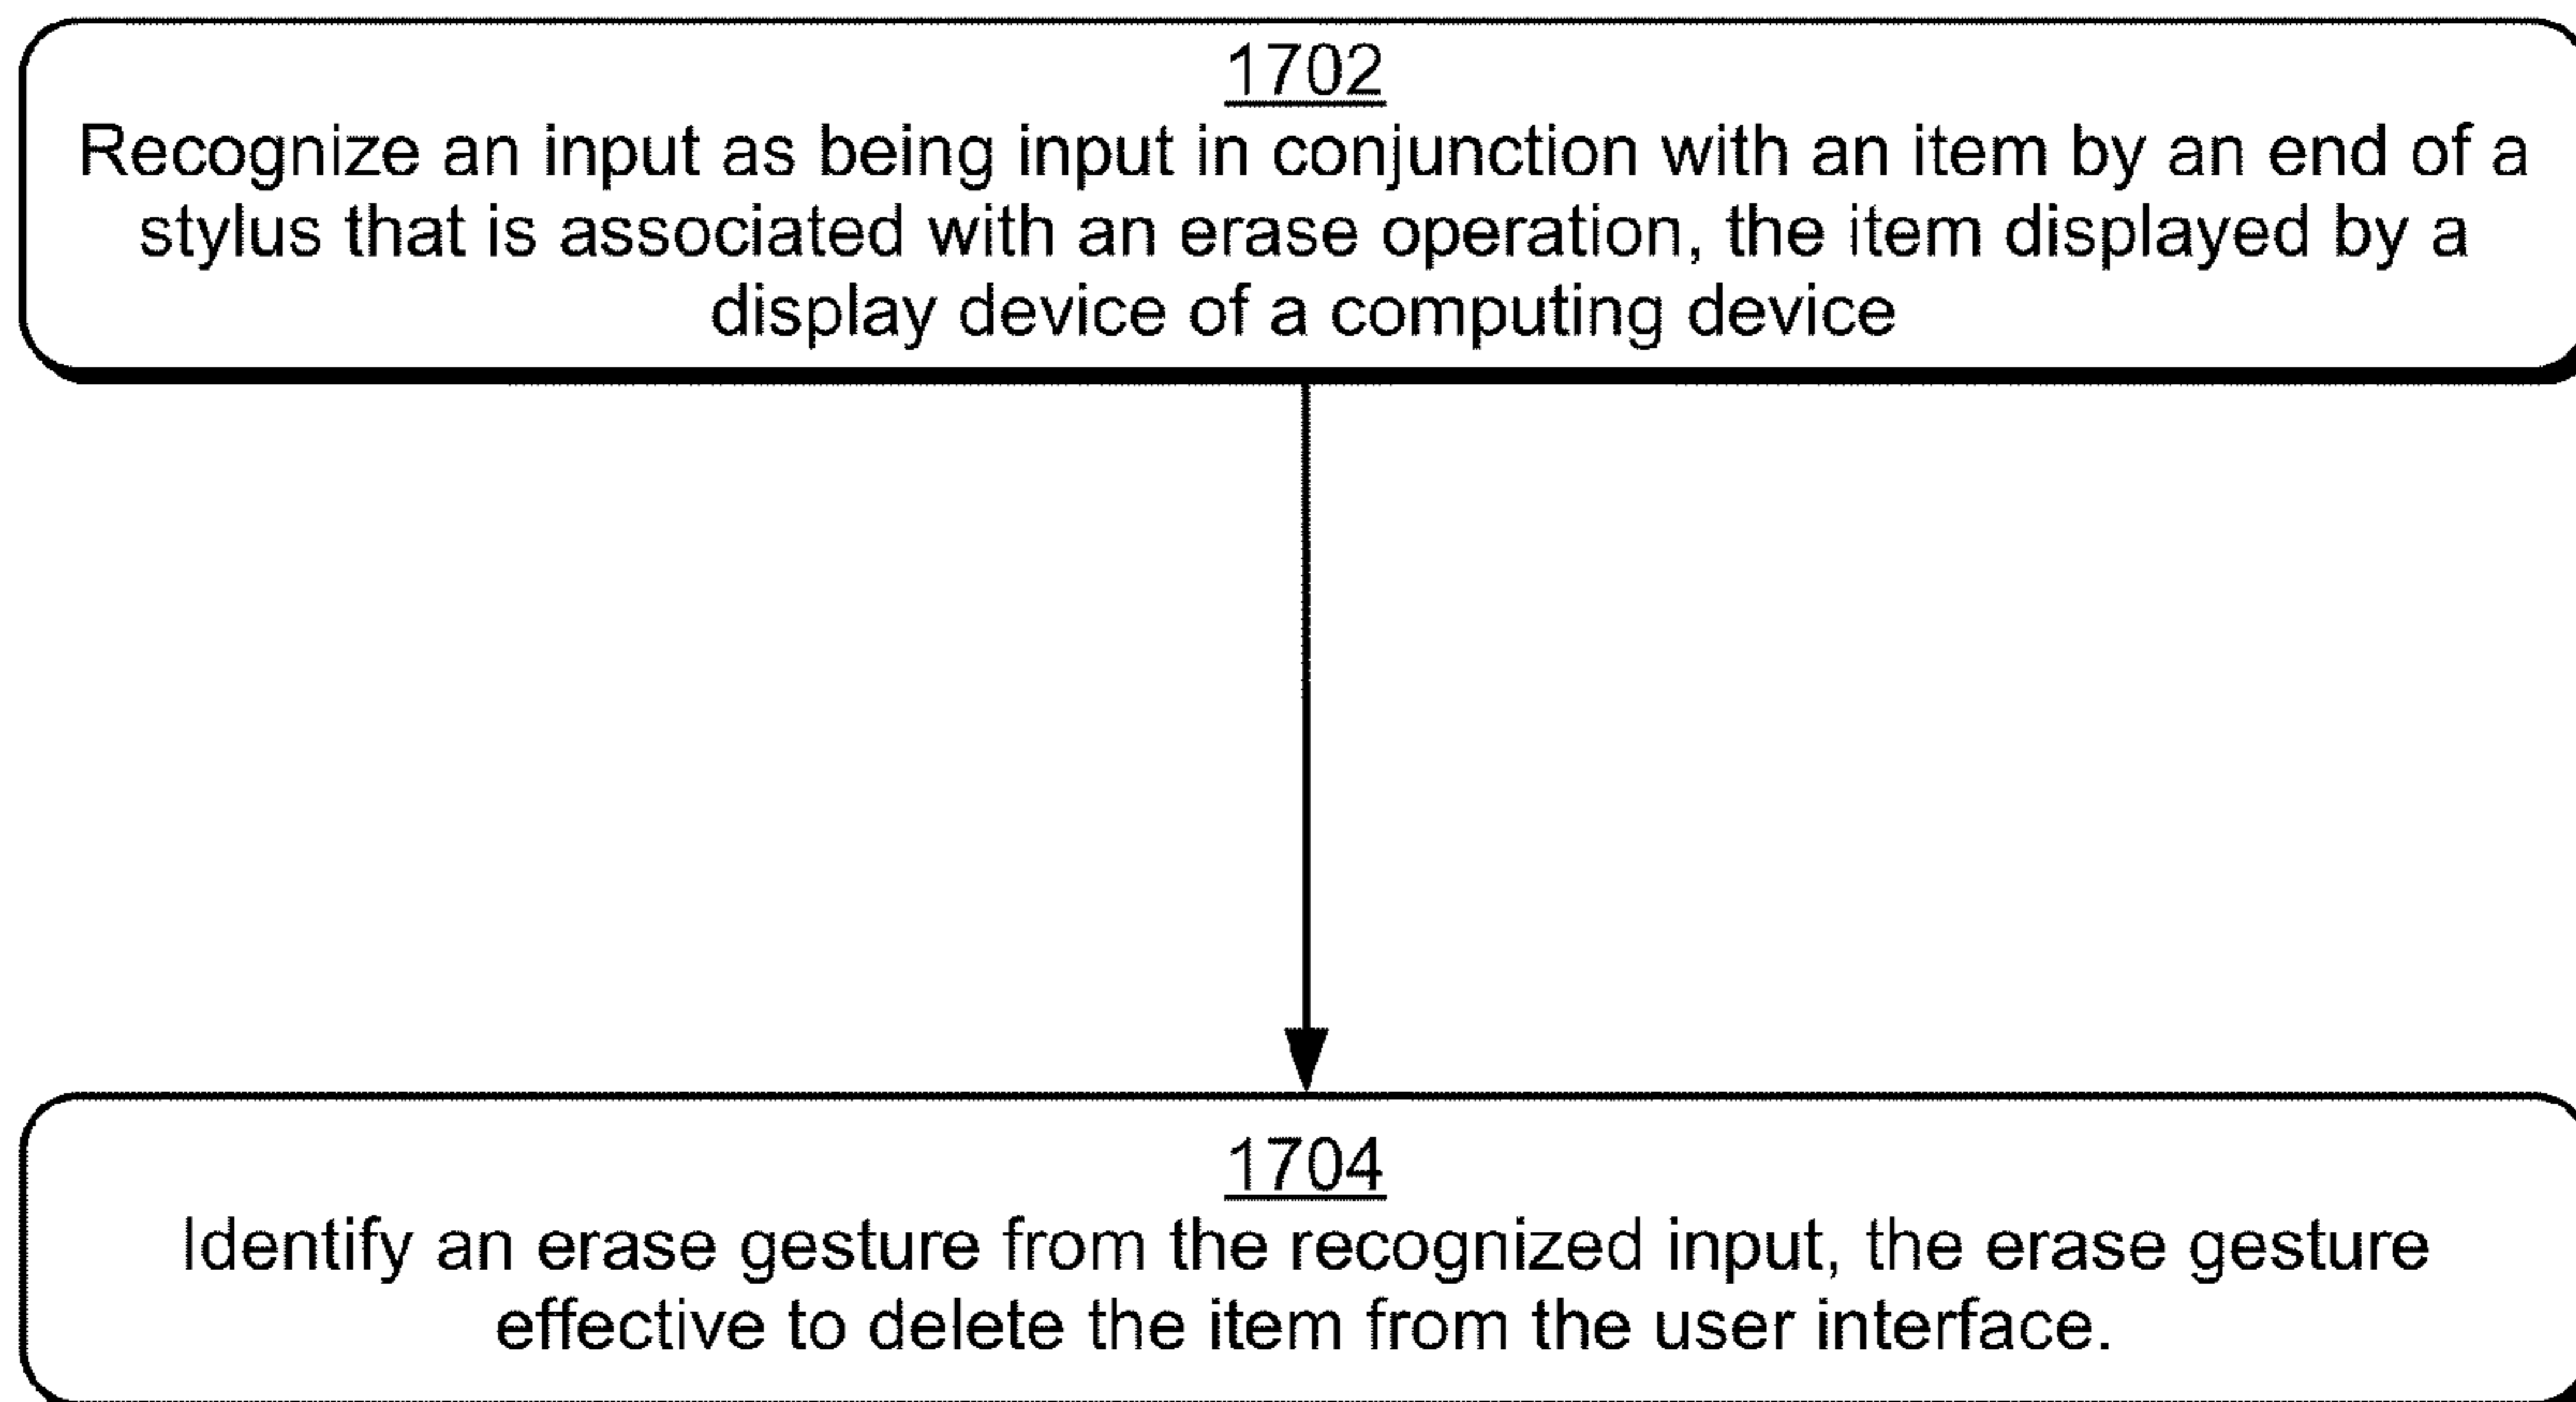 1702
Recognize an input as being input in conjunction with an item by an end of a
stylus that is associated with an erase operation, the item displayed by a
display device of a computing device
1704
Identify an erase gesture from the recognized input, the erase gesture
effective to delete the item from the user interface.